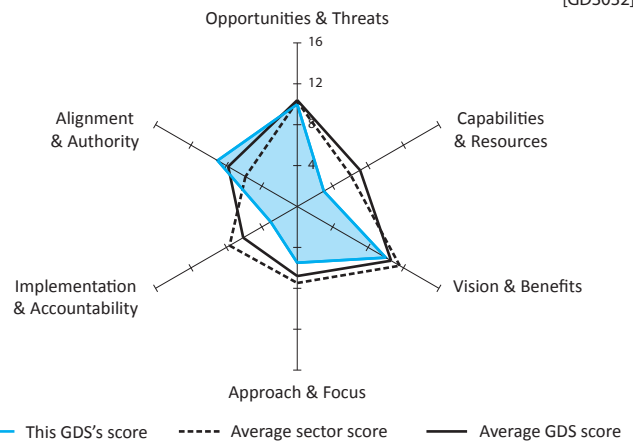 [GDS032]
Opportunities & Threats
16
12
8
4
Alignment
& Authority
Capabilities
& Resources
Implementation
& Accountability
Vision & Benefits
Approach & Focus
This GDS's score
Average sector score
Average GDS score